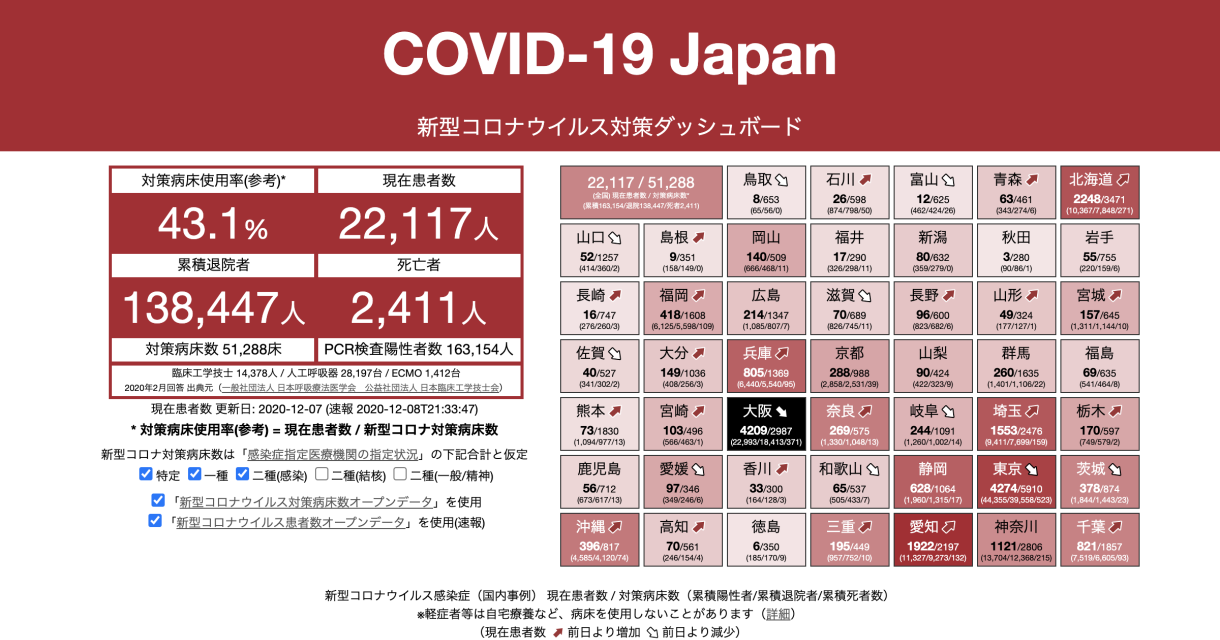 COVID-19 Japan
新型コロナウイルス対策ダッシュボード
対策病床使用率(参考)*
43.1%
現在患者数
22,117人
累積退院者
138,447人
死亡者
2,411人
対策病床数 51,288床
PCR検査陽性者数 163,154人
臨床工学技士 14,378人 / 人工呼吸器 28,197台 / ECMO 1,412台
2020年2月回答 出典元（一般社団法人 日本呼吸療法医学会　公益社団法人 日本臨床工学技士会）
現在患者数 更新日: 2020-12-07 (速報 2020-12-08T21:33:47)
* 対策病床使用率(参考) = 現在患者数 / 新型コロナ対策病床数
新型コロナウイルス対策病床数は「感染症指定医療機関の指定状況」の下記合計と仮定
特定 一種 二種(感染) 二種(結核) 二種(一般/精神)
「新型コロナウイルス対策病床数オープンデータ」を使用
「新型コロナウイルス患者数オープンデータ」を使用(速報)
22,117 / 51,288
(全国) 現在患者数 / 対策病床数*
(累積163,154/退院138,447/死者2,411)
鳥取
8/653
(65/56/0)
石川
26/598
(874/798/50)
富山
12/625
(462/424/26)
青森
63/461
(343/274/6)
北海道
2248/3471
(10,367/7,848/271)
山口
52/1257
(414/360/2)
島根
9/351
(158/149/0)
岡山
140/509
(666/468/11)
福井
17/290
(326/298/11)
新潟
80/632
(359/279/0)
秋田
3/280
(90/86/1)
岩手
55/755
(220/159/6)
長崎
16/747
(276/260/3)
福岡
418/1608
(6,125/5,598/109)
広島
214/1347
(1,085/807/7)
滋賀
70/689
(826/745/11)
長野
96/600
(823/682/6)
山形
49/324
(177/127/1)
宮城
157/645
(1,311/1,144/10)
佐賀
40/527
(341/302/2)
大分
149/1036
(408/256/3)
兵庫
805/1369
(6,440/5,540/95)
京都
288/988
(2,858/2,531/39)
山梨
90/424
(422/323/9)
群馬
260/1635
(1,401/1,106/22)
福島
69/635
(541/464/8)
熊本
73/1830
(1,094/977/13)
宮崎
103/496
(566/463/1)
大阪
4209/2987
(22,993/18,413/371)
奈良
269/575
(1,330/1,048/13)
岐阜
244/1091
(1,260/1,002/14)
埼玉
1553/2476
(9,411/7,699/159)
栃木
170/597
(749/579/2)
鹿児島
56/712
(673/617/13)
愛媛
97/346
(349/246/6)
香川
33/300
(164/128/3)
和歌山
65/537
(505/433/7)
静岡
628/1064
(1,960/1,315/17)
東京
4274/5910
(44,355/39,558/523)
茨城
378/874
(1,844/1,443/23)
沖縄
396/817
(4,585/4,120/74)
高知
70/561
(246/154/4)
徳島
6/350
(185/170/9)
三重
195/449
(957/752/10)
愛知
1922/2197
(11,327/9,273/132)
神奈川
1121/2806
(13,704/12,368/215)
千葉
821/1857
(7,519/6,605/93)
新型コロナウイルス感染症（国内事例） 現在患者数 / 対策病床数（累積陽性者/累積退院者/累積死者数）
※軽症者等は自宅療養など、病床を使用しないことがあります（詳細）
（現在患者数 前日より増加 前日より減少）